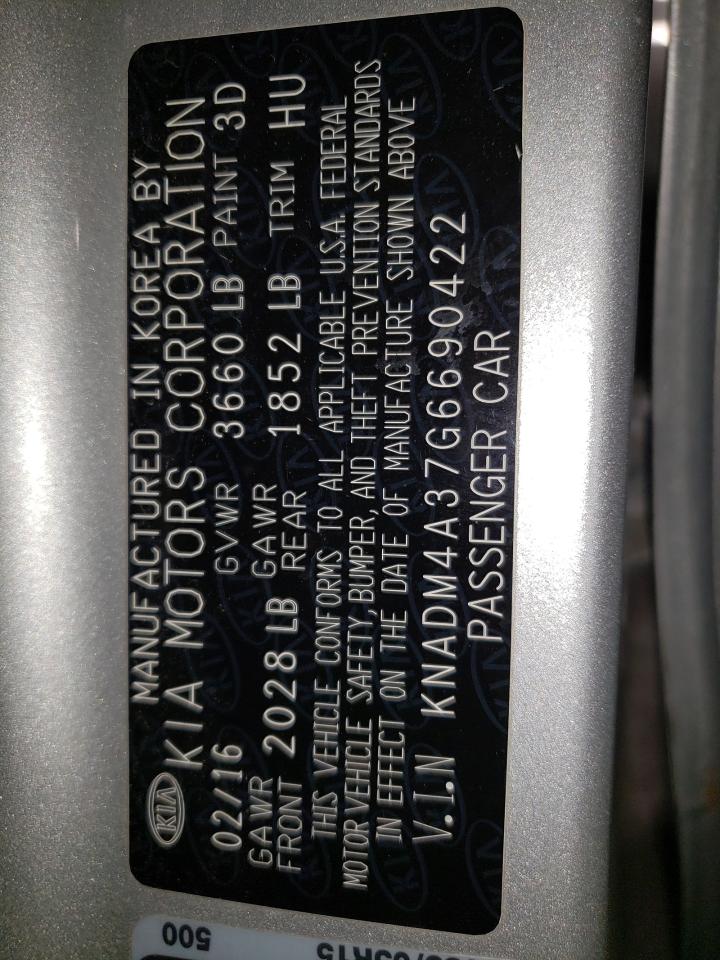 KIA
MANUFACTURED IN KOREA BY
KIA MOTORS CORPORATION
02/16 GVWR 3660 LB PAINT 3D
GAWR FRONT 2028 LB GAWR REAR 1852 LB TRIM HU
THIS VEHICLE CONFORMS TO ALL APPLICABLE U.S.A. FEDERAL
MOTOR VEHICLE SAFETY, BUMPER, AND THEFT PREVENTION STANDARDS
IN EFFECT ON THE DATE OF MANUFACTURE SHOWN ABOVE
V.I.N KNADM4A37G6690422
PASSENGER CAR
500